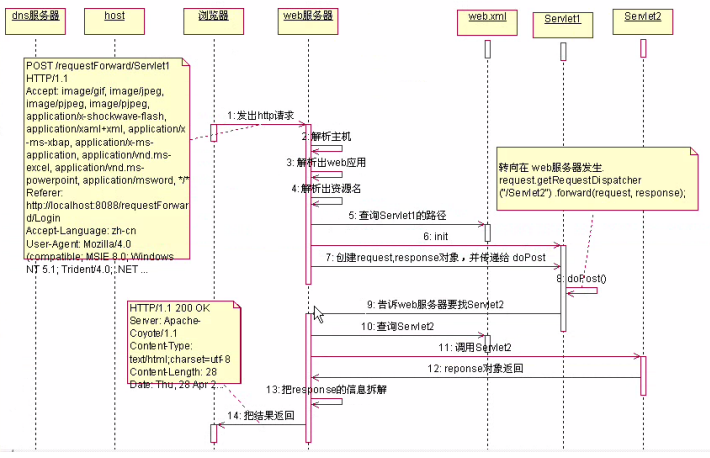 dns服务器
host
浏览器
web服务器
web.xml
Servlet1
Servlet2
POST /requestForward/Servlet1
HTTP/1.1
Accept: image/gif, image/jpeg,
image/pjpeg, image/pjpeg,
application/x-shockwave-flash,
application/xaml+xml, application/x
-ms-xbap, application/x-ms-
application, application/vnd.ms-
excel, application/vnd.ms-
powerpoint, application/msword, */*
Referer:
http://localhost:8088/requestForwar
d/Login
Accept-Language: zh-cn
User-Agent: Mozilla/4.0
(compatible; MSIE 8.0; Windows
NT 5.1; Trident/4.0; .NET ...
1: 发出http请求
2: 解析主机
3: 解析出web应用
4: 解析出资源名
转向在 web服务器发生.
request.getRequestDispatcher
("/Servlet2") .forward(request, response);
5: 查询Servlet1的路径
6: init
7: 创建request,response对象，并传递给 doPost
8: doPost()
9: 告诉web服务器要找Servlet2
HTTP/1.1 200 OK
Server: Apache-
Coyote/1.1
Content-Type:
text/html;charset=utf-8
Content-Length: 28
Date: Thu, 28 Apr 2...
10: 查询Servlet2
11: 调用Servlet2
12: reponse对象返回
13: 把response的信息拆解
14: 把结果返回